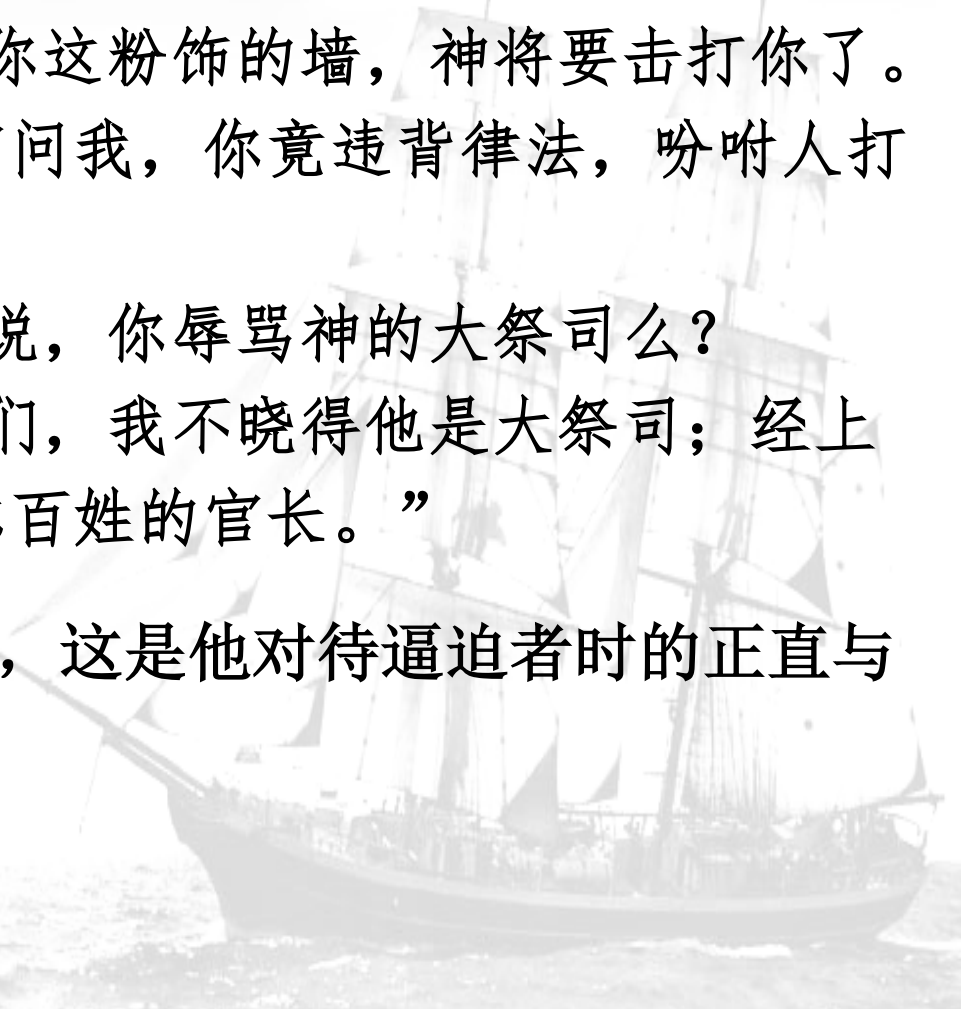 你这粉饰的墙，神将要击打你了。
问我，你竟违背律法，吩咐人打
说，你辱骂神的大祭司么？
们，我不晓得他是大祭司；经上
百姓的官长。”
，这是他对待逼迫者时的正直与